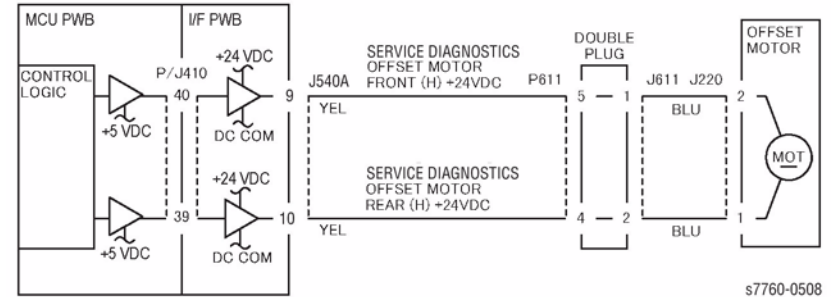 MCU PWB
I/F PWB
OFFSET
MOTOR
DOUBLE
PLUG
+24 VDC
SERVICE DIAGNOSTICS
OFFSET MOTOR
FRONT (H) +24VDC
CONTROL
LOGIC
P/J410
J540A
P611
J611 J220
40
9
YEL
5 1
BLU
2
+5 VDC
DC COM
MOT
+24 VDC
SERVICE DIAGNOSTICS
OFFSET MOTOR
REAR (H) +24VDC
39
10
YEL
4 2
BLU
1
+5 VDC
DC COM
s7760-0508